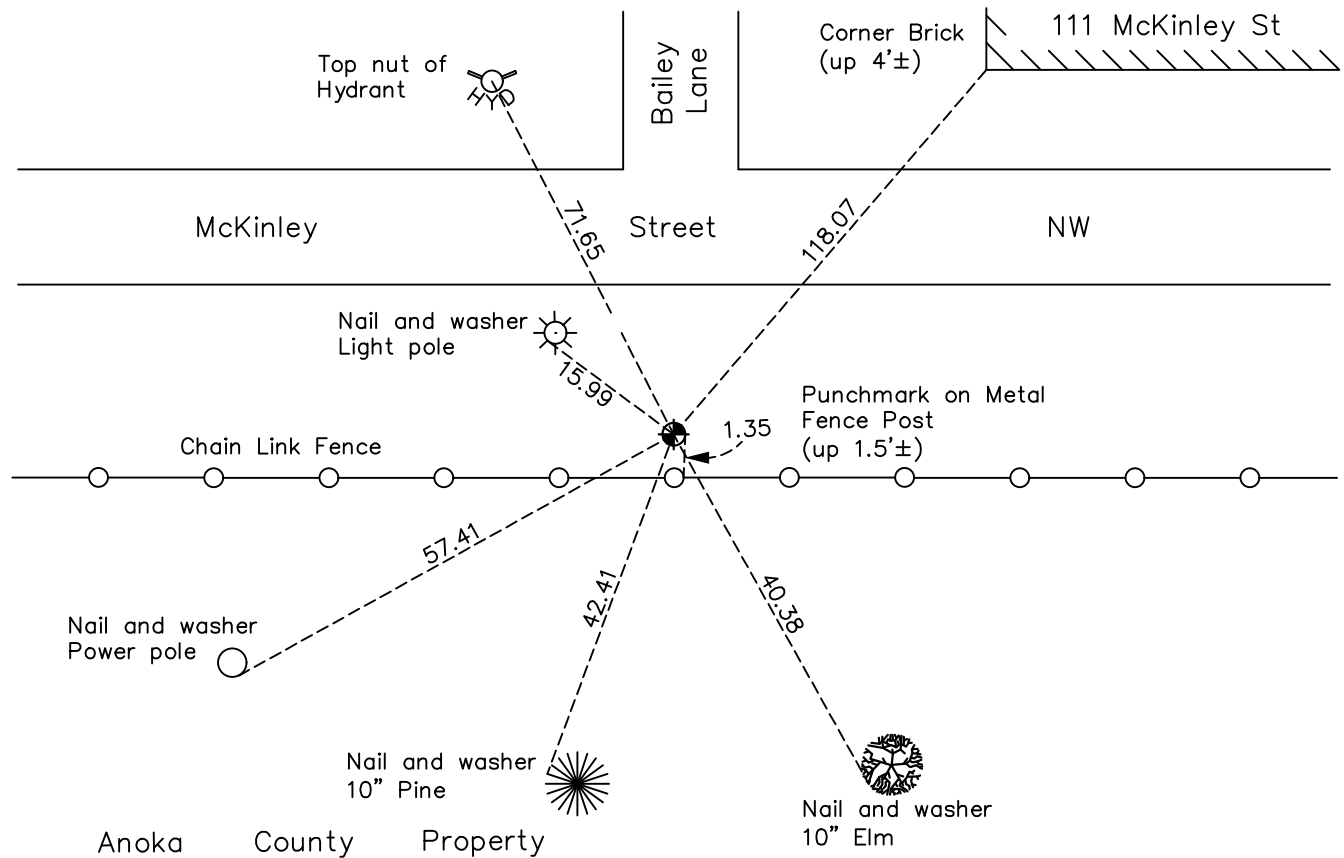 111 McKinley St
Corner Brick
(up 4'±)
Top nut of
Hydrant
HYD
Bailey
Lane
McKinley Street NW
71.65
118.07
Nail and washer
Light pole
15.99
Punchmark on Metal
Fence Post
(up 1.5'±)
1.35
Chain Link Fence
57.41
42.41
40.38
Nail and washer
Power pole
Nail and washer
10” Pine
Nail and washer
10” Elm
Anoka County Property